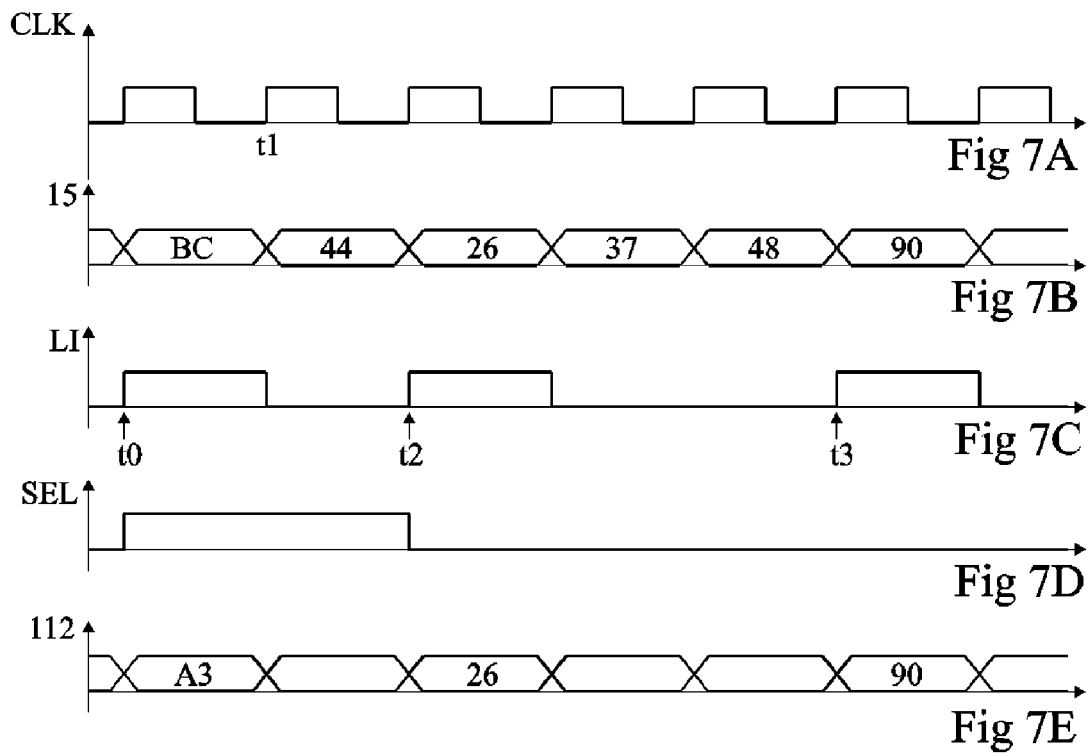 CLK
t1
Fig 7A
15
BC 44 26 37 48 90
Fig 7B
LI
t0 t2 t3
Fig 7C
SEL
Fig 7D
112
A3 26 90
Fig 7E